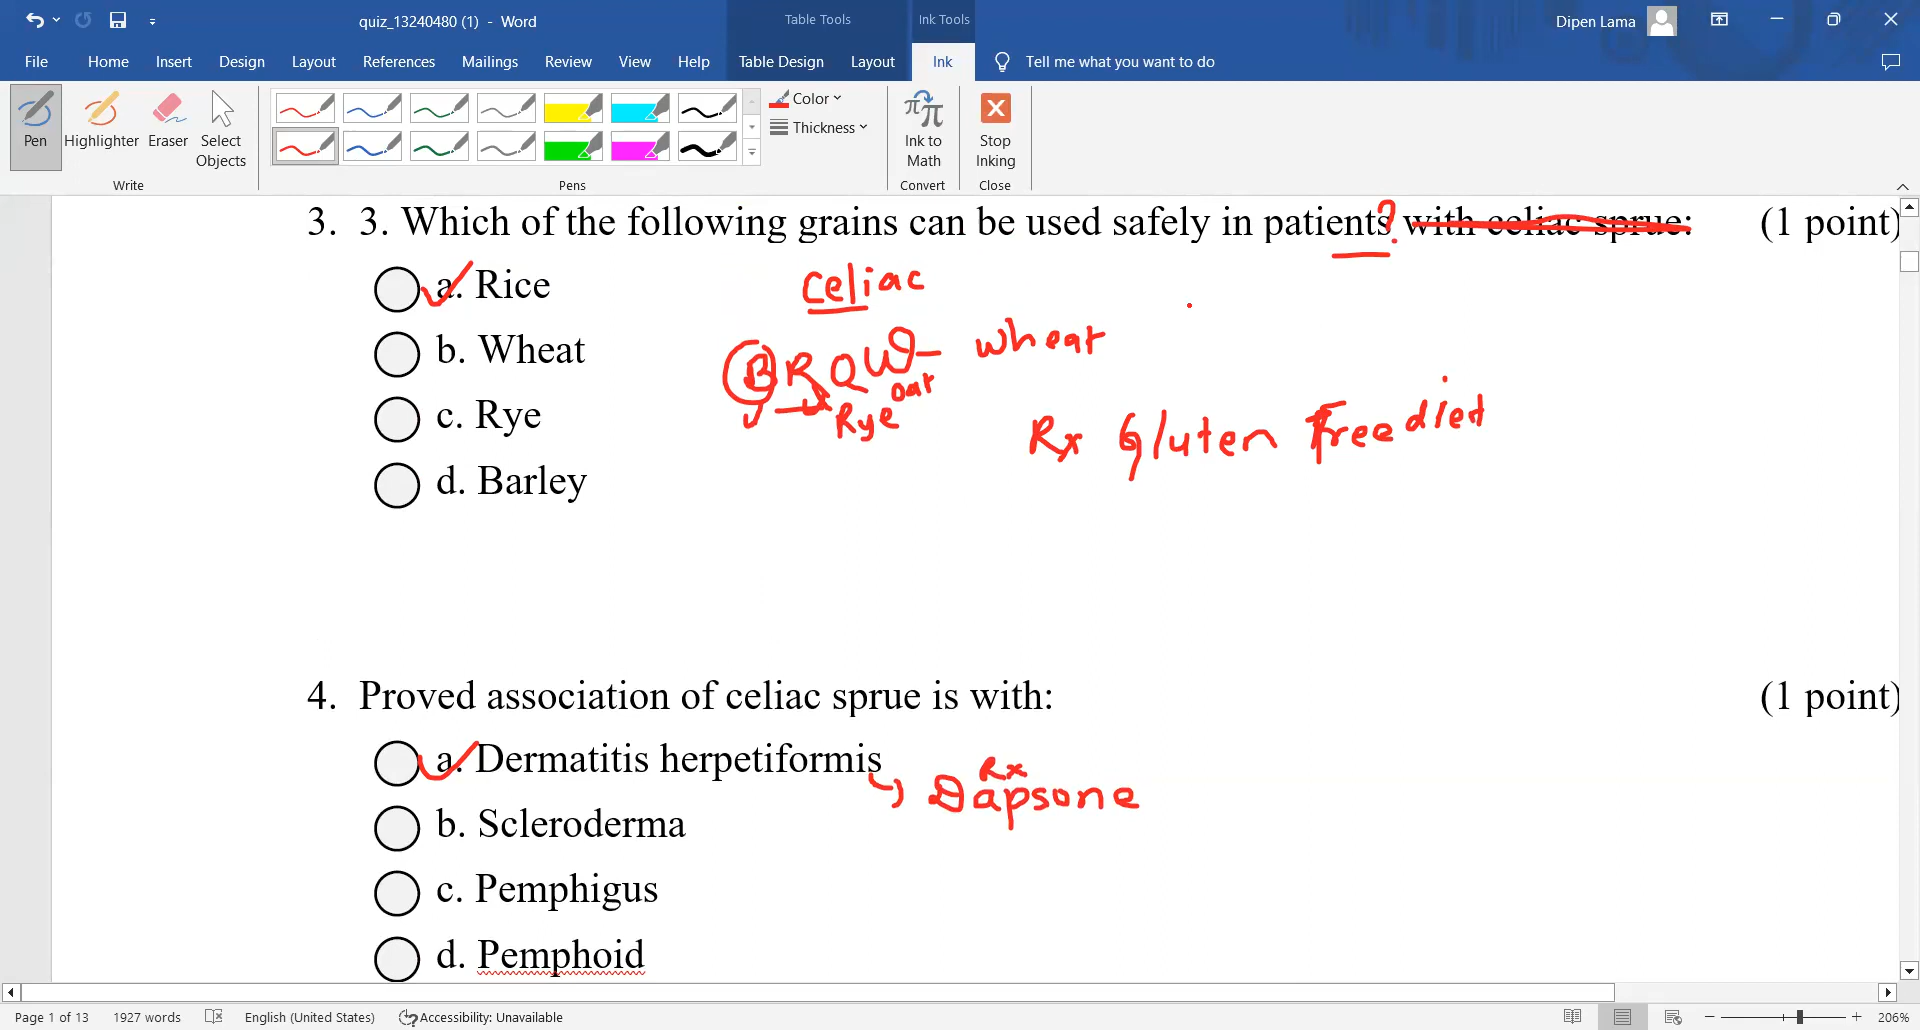 quiz_13240480 (1) - Word
Table Tools
Ink Tools
Dipen Lama
File Home Insert Design Layout References Mailings Review View Help Table Design Layout Ink Tell me what you want to do
Pen Highlighter Eraser Select Objects
Color
Thickness
Ink to Math
Stop Inking
Write Pens Convert Close
3. 3. Which of the following grains can be used safely in patients? with celiac sprue: (1 point)
a. Rice
celiac
b. Wheat
wheat
oat
c. Rye
Rye
Rx Gluten Free diet
d. Barley
4. Proved association of celiac sprue is with: (1 point)
a. Dermatitis herpetiformis
Rx
Dapsone
b. Scleroderma
c. Pemphigus
d. Pemphoid
Page 1 of 13 1927 words English (United States) Accessibility: Unavailable 206%